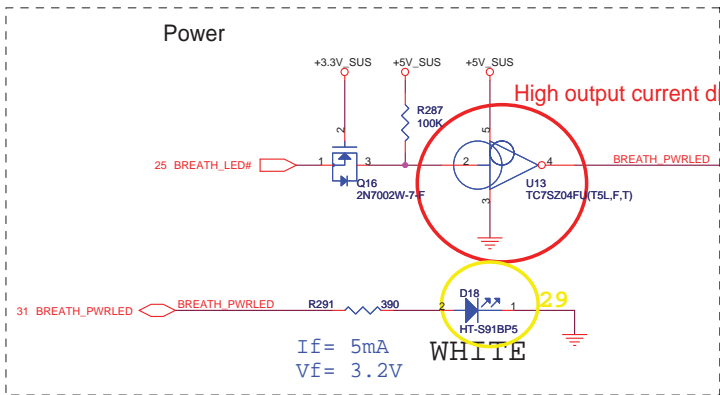 Power
+3.3V_SUS
+5V_SUS
+5V_SUS
High output current d
R287
100K
2
5
25 BREATH_LED#
1
3
2
4
BREATH_PWRLED
Q16
2N7002W-7-F
3
U13
TC7SZ04FU(T5L,F,T)
31 BREATH_PWRLED
BREATH_PWRLED
R291
390
2
D18
1
29
HT-S91BP5
If= 5mA
Vf= 3.2V
WHITE